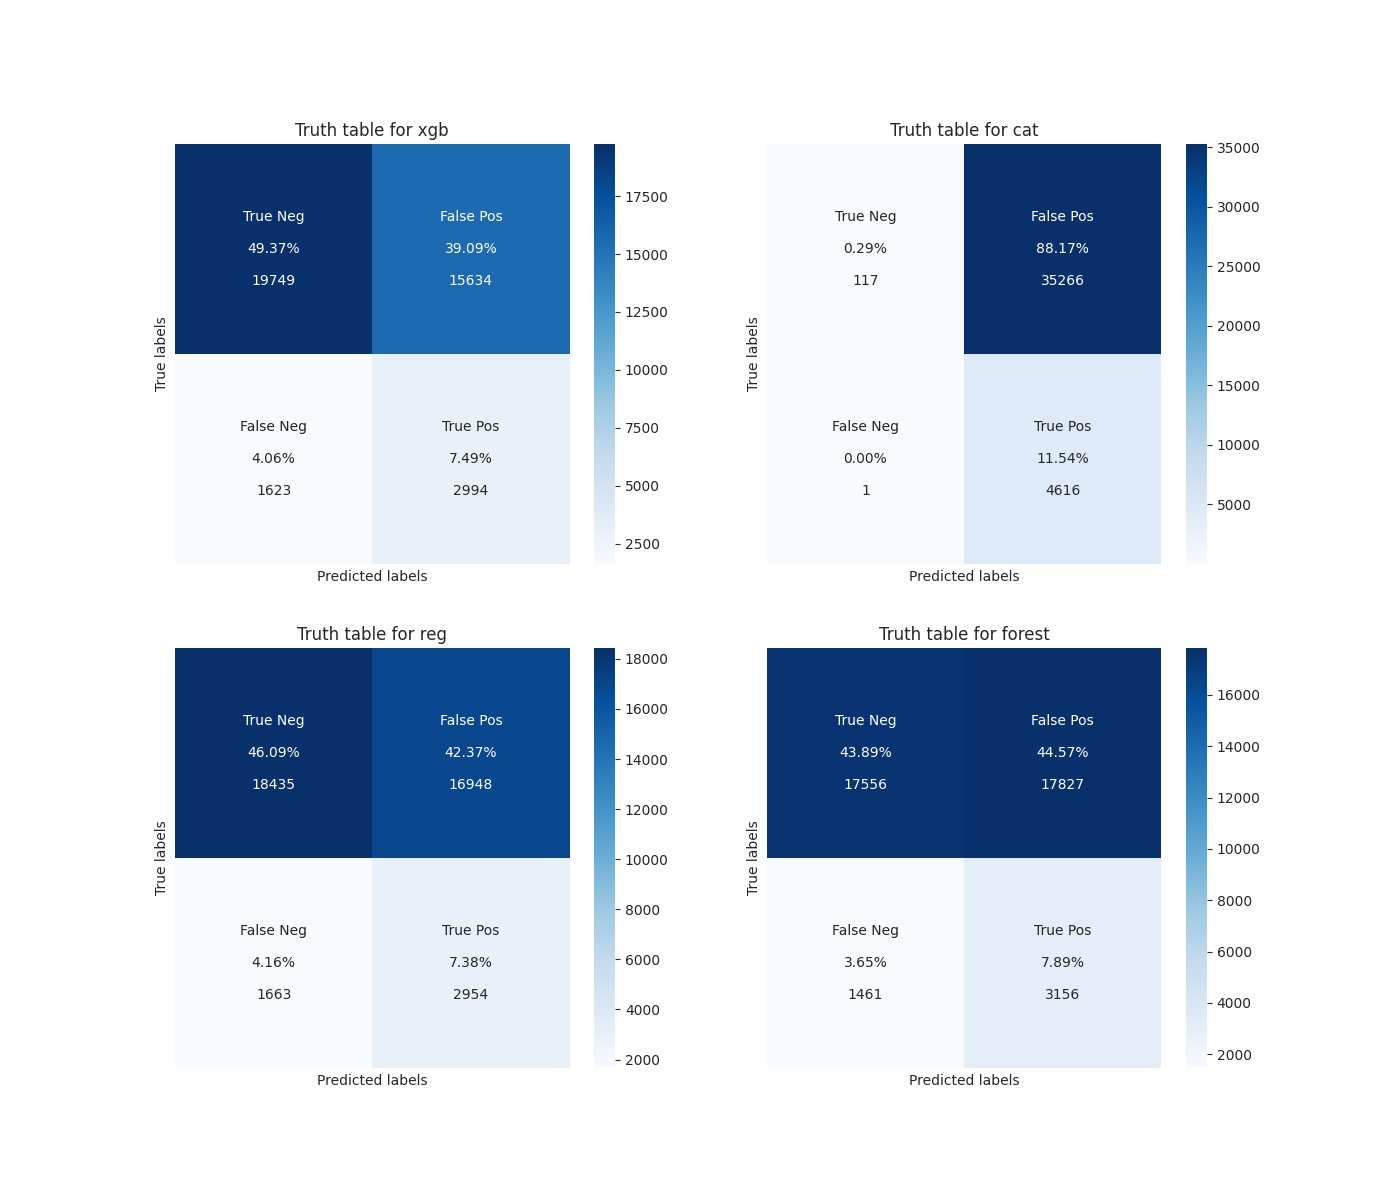 Truth table for xgb
True Neg
49.37%
19749
False Pos
39.09%
15634
False Neg
4.06%
1623
True Pos
7.49%
2994
True labels
Predicted labels
17500
15000
12500
10000
7500
5000
2500
Truth table for cat
True Neg
0.29%
117
False Pos
88.17%
35266
False Neg
0.00%
1
True Pos
11.54%
4616
True labels
Predicted labels
35000
30000
25000
20000
15000
10000
5000
Truth table for reg
True Neg
46.09%
18435
False Pos
42.37%
16948
False Neg
4.16%
1663
True Pos
7.38%
2954
True labels
Predicted labels
18000
16000
14000
12000
10000
8000
6000
4000
2000
Truth table for forest
True Neg
43.89%
17556
False Pos
44.57%
17827
False Neg
3.65%
1461
True Pos
7.89%
3156
True labels
Predicted labels
16000
14000
12000
10000
8000
6000
4000
2000